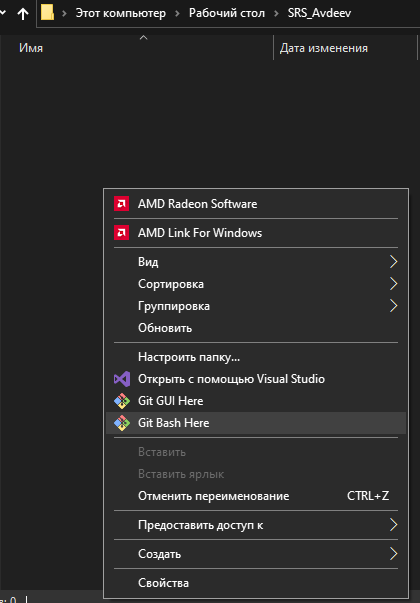 Этот компьютер > Рабочий стол > SRS_Avdeev
Имя Дата изменения
AMD Radeon Software
AMD Link For Windows
Вид
Сортировка
Группировка
Обновить
Настроить папку...
Открыть с помощью Visual Studio
Git GUI Here
Git Bash Here
Вставить
Вставить ярлык
Отменить переименование CTRL+Z
Предоставить доступ к
Создать
Свойства